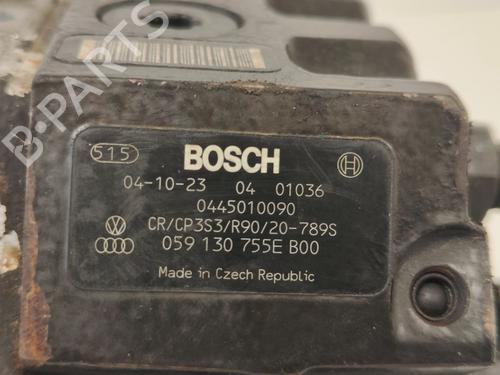 B-PARTS
515 BOSCH
04-10-23 04 01036
0445010090
CR/CP3S3/R90/20-789S
059 130 755E B00
Made in Czech Republic